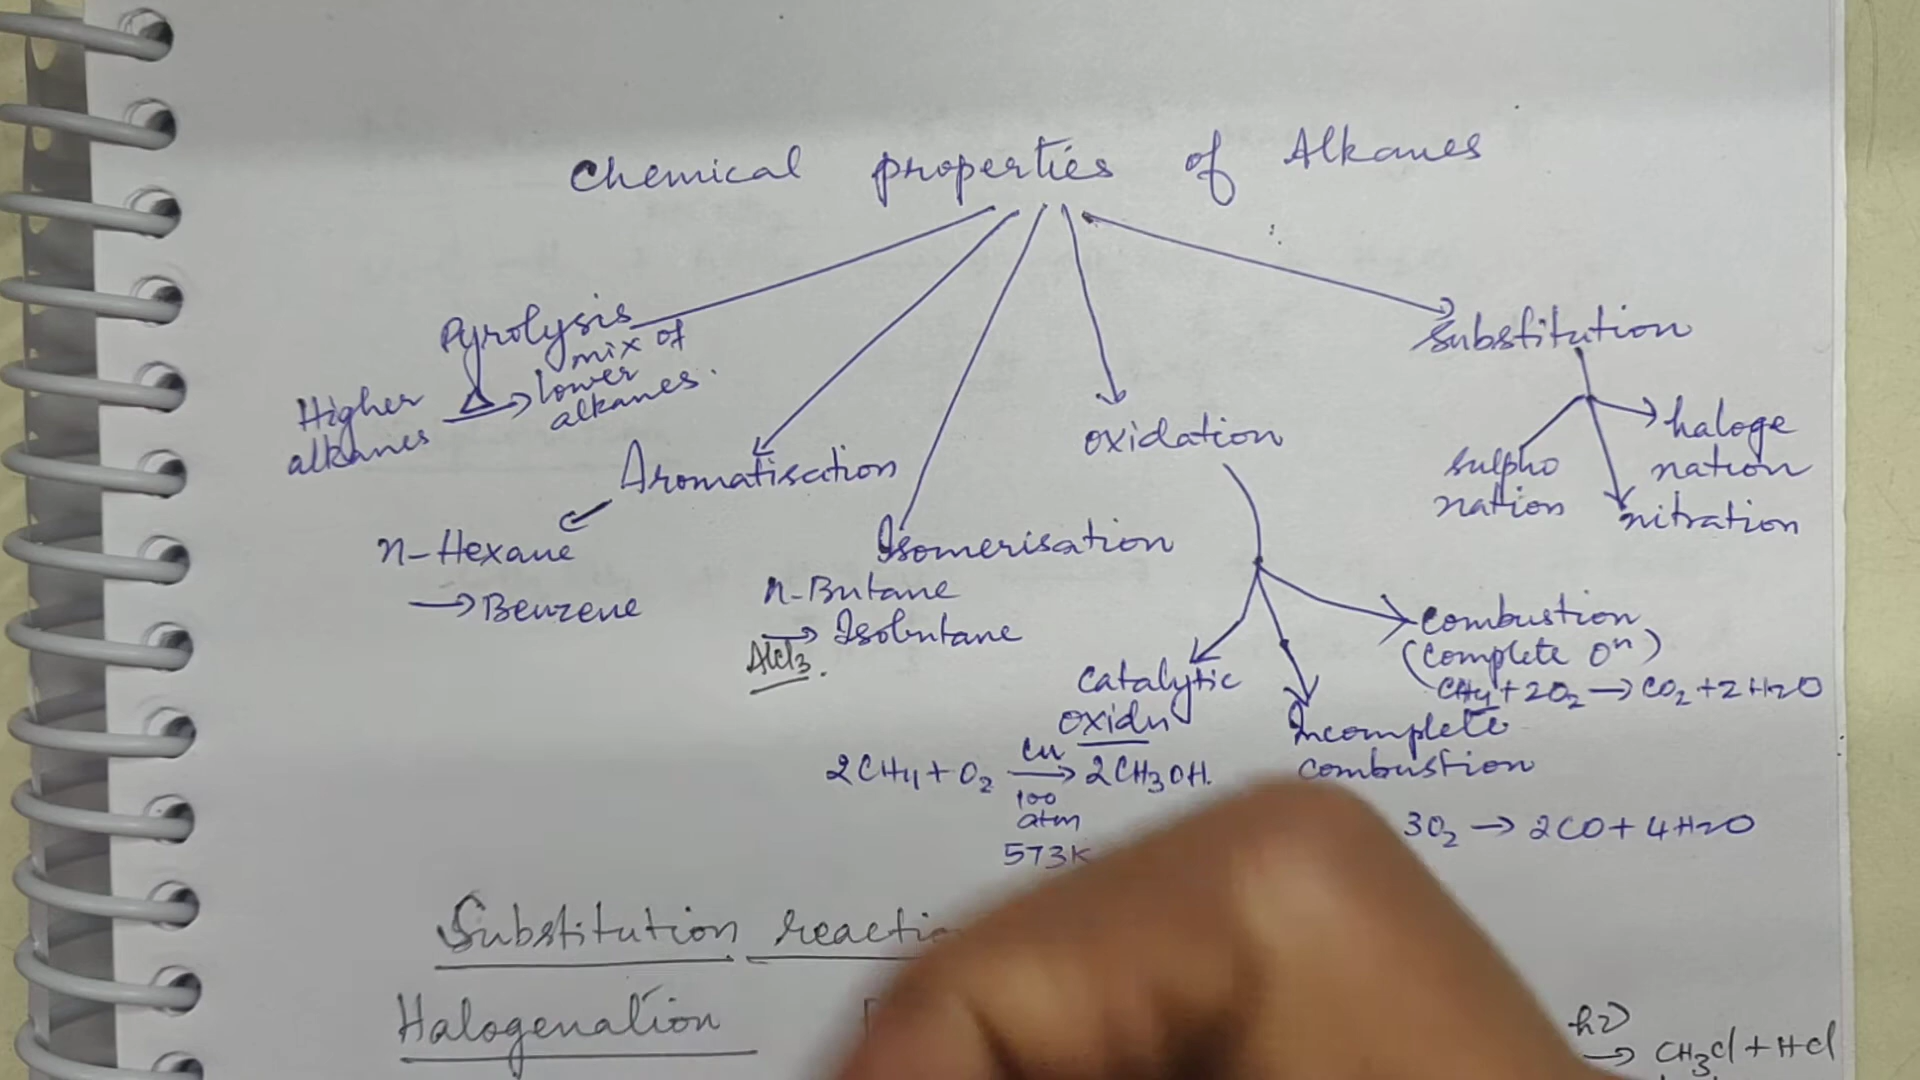 Chemical properties of Alkanes
Pyrolysis
Higher alkanes Δ → mix of lower alkanes.
Aromatisation
n-Hexane
→ Benzene
Isomerisation
n-Butane
→ Isobutane
AlCl3.
oxidation
Catalytic
oxidn
2CH4 + O2 → 2CH3OH.
Cu
100
atm
573K
Incomplete
combustion
3O2 → 2CO + 4H2O
combustion
(complete On)
CH4 + 2O2 → CO2 + 2H2O
Substitution
sulpho
nation
nitration
haloge
nation
Substitution
Halogenation
hν
→ CH3Cl + HCl